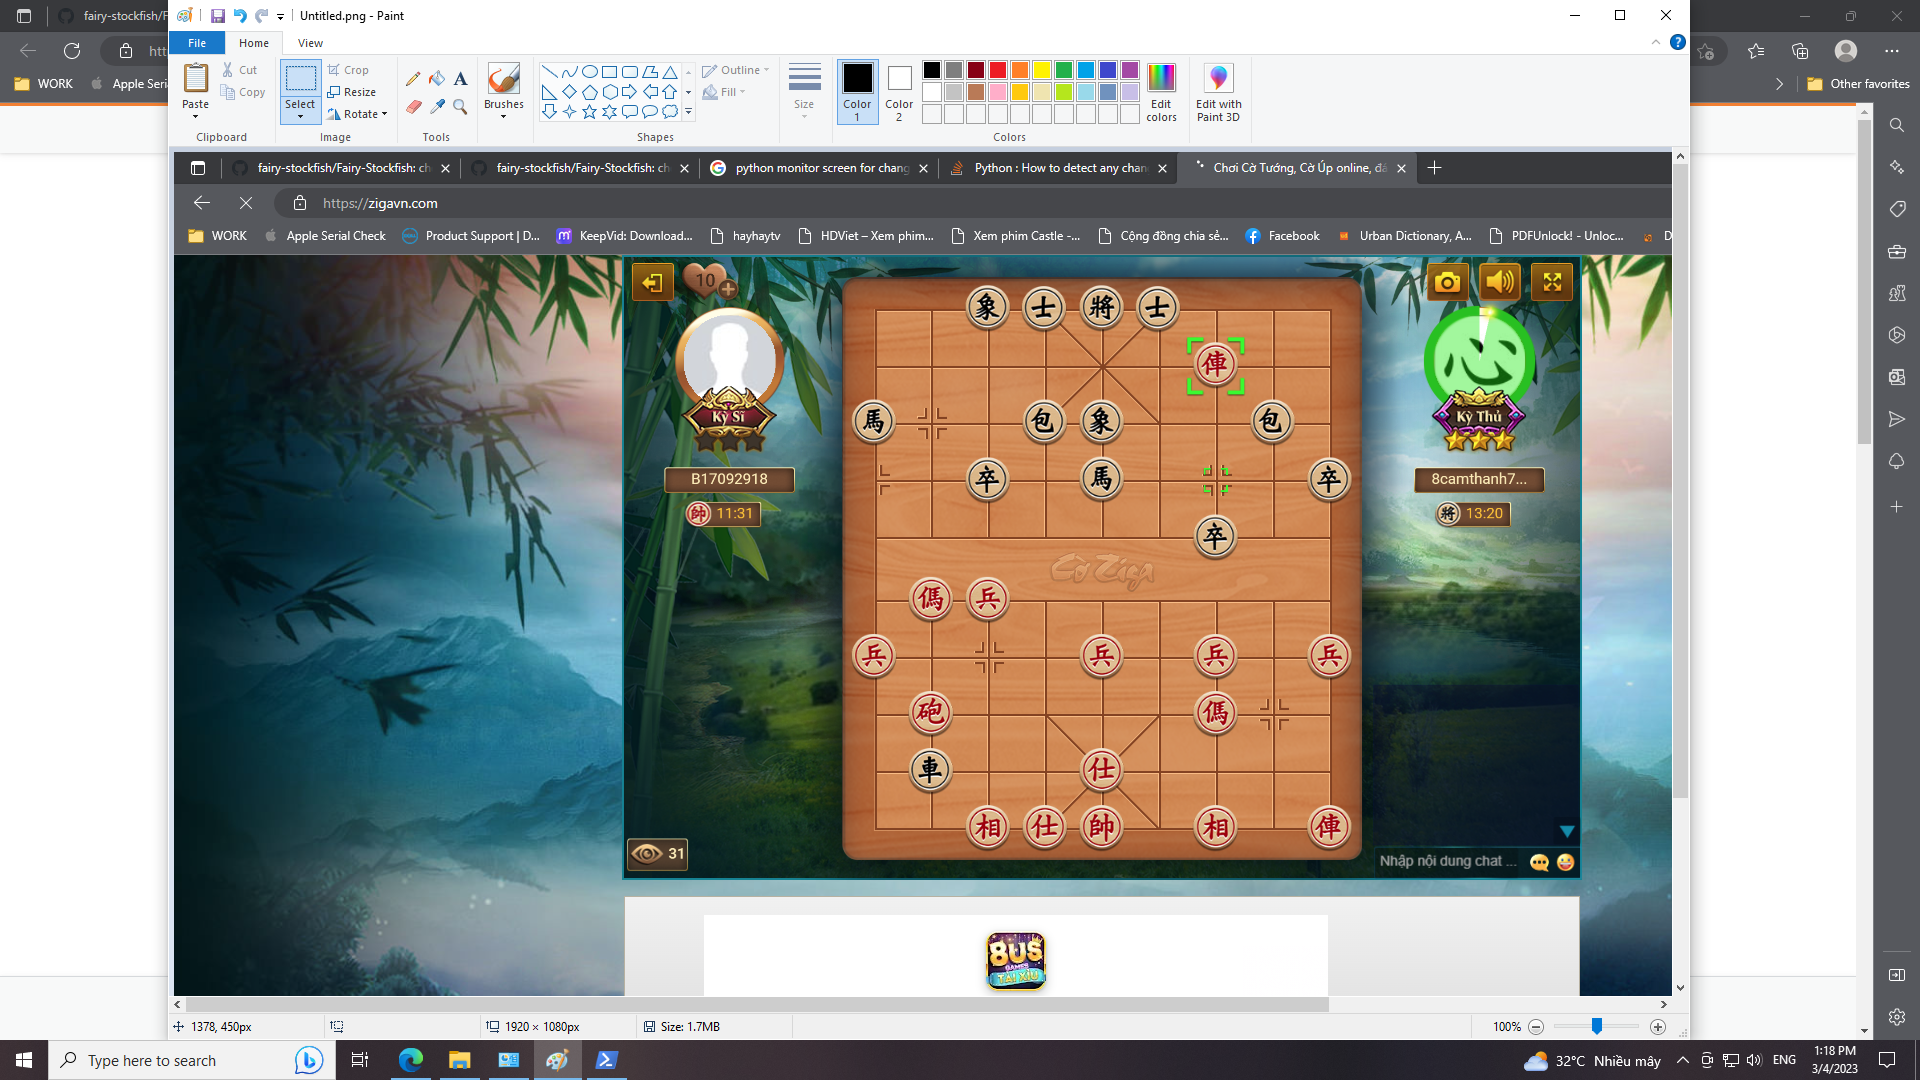 fairy-stockfish/F
Untitled.png - Paint
htt
WORK
Apple Seri
Other favorites
File
Home
View
Paste
Cut
Copy
Clipboard
Select
Crop
Resize
Rotate
Image
Tools
Brushes
Shapes
Outline
Fill
Size
Color 1
Color 2
Edit colors
Edit with Paint 3D
Colors
fairy-stockfish/Fairy-Stockfish: ch
fairy-stockfish/Fairy-Stockfish: ch
python monitor screen for chang
Python : How to detect any chan
Chơi Cờ Tướng, Cờ Úp online, đá
https://zigavn.com
WORK
Apple Serial Check
Product Support | D...
KeepVid: Download...
hayhaytv
HDViet – Xem phim...
Xem phim Castle -...
Cộng đồng chia sẻ...
Facebook
Urban Dictionary, A...
PDFUnlock! - Unloc...
D
10
象 士 將 士
俥
馬 包 象 包
卒 馬 卒
卒
Cờ Ziga
傌 兵
兵 兵 兵 兵
砲 傌
車 仕
相 仕 帥 相 俥
Kỳ Sĩ
B17092918
帥 11:31
心
Kỳ Thủ
8camthanh7...
將 13:20
31
Nhập nội dung chat ...
8US
GAMES
TÀI XỈU
1378, 450px
1920 × 1080px
Size: 1.7MB
100%
Type here to search
32°C Nhiều mây
ENG
1:18 PM
3/4/2023